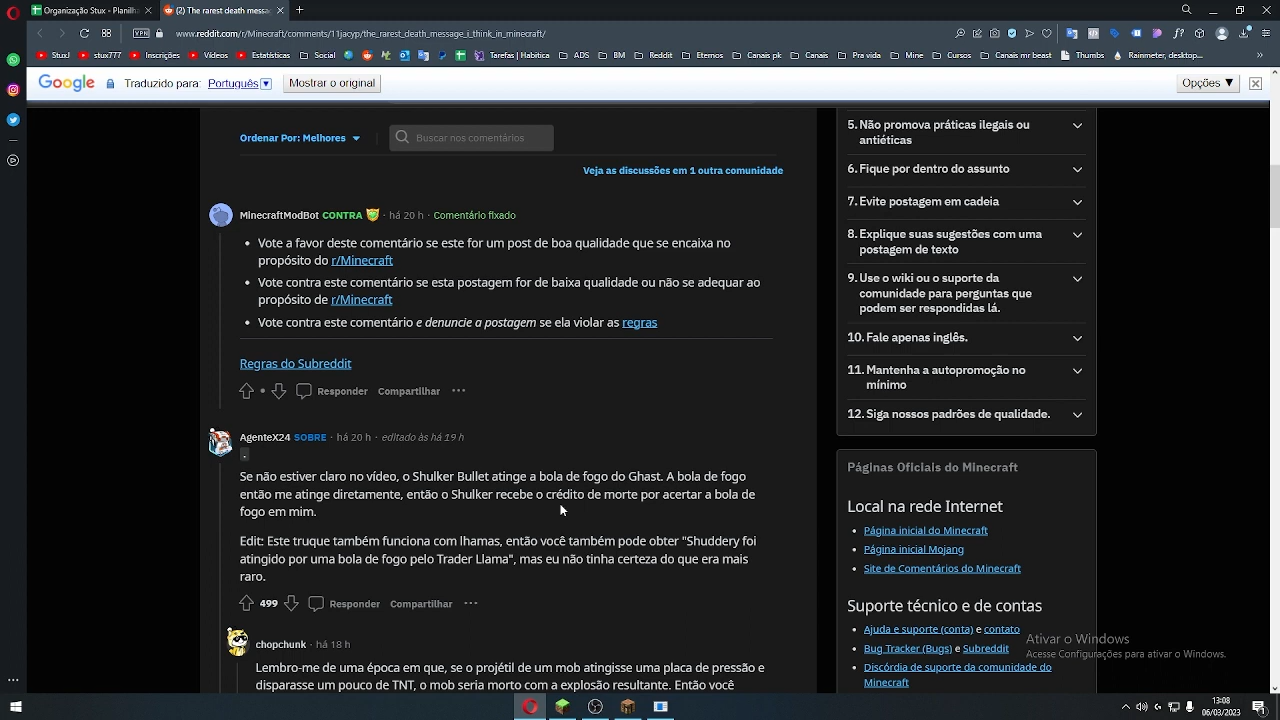 Organização Stux - Planilha
(2) The rarest death messag
VPN
www.reddit.com/r/Minecraft/comments/11jacyp/the_rarest_death_message_i_think_in_minecraft/
StuxJ
stux777
Inscrições
Vídeos
Estatísticas
Social
Tarefas | Habitica
ADS
BM
Reddit
Eternos
Canais pk
Canais
Pra vida
Mine
Cursos
Canais mr beast
Thumbs
Rainmeter, desktop...
Google
Traduzido para: Português
Mostrar o original
Opções ▼
Ordenar Por: Melhores
Buscar nos comentários
Veja as discussões em 1 outra comunidade
MinecraftModBot CONTRA · há 20 h · Comentário fixado
• Vote a favor deste comentário se este for um post de boa qualidade que se encaixa no
propósito do r/Minecraft
• Vote contra este comentário se esta postagem for de baixa qualidade ou não se adequar ao
propósito de r/Minecraft
• Vote contra este comentário e denuncie a postagem se ela violar as regras
Regras do Subreddit
Responder Compartilhar ···
AgenteX24 SOBRE · há 20 h · editado às há 19 h
.
Se não estiver claro no vídeo, o Shulker Bullet atinge a bola de fogo do Ghast. A bola de fogo
então me atinge diretamente, então o Shulker recebe o crédito de morte por acertar a bola de
fogo em mim.
Edit: Este truque também funciona com lhamas, então você também pode obter "Shuddery foi
atingido por uma bola de fogo pelo Trader Llama", mas eu não tinha certeza do que era mais
raro.
499 Responder Compartilhar ···
chopchunk · há 18 h
Lembro-me de uma época em que, se o projétil de um mob atingisse uma placa de pressão e
disparasse um pouco de TNT, o mob seria morto com a explosão resultante. Então você
5. Não promova práticas ilegais ou
antiéticas
6. Fique por dentro do assunto
7. Evite postagem em cadeia
8. Explique suas sugestões com uma
postagem de texto
9. Use o wiki ou o suporte da
comunidade para perguntas que
podem ser respondidas lá.
10. Fale apenas inglês.
11. Mantenha a autopromoção no
mínimo
12. Siga nossos padrões de qualidade.
Páginas Oficiais do Minecraft
Local na rede Internet
• Página inicial do Minecraft
• Página inicial Mojang
• Site de Comentários do Minecraft
Suporte técnico e de contas
• Ajuda e suporte (conta) e contato
• Bug Tracker (Bugs) e Subreddit
• Discórdia de suporte da comunidade do
Minecraft
Ativar o Windows
Acesse Configurações para ativar o Windows.
13:08
06/03/2023